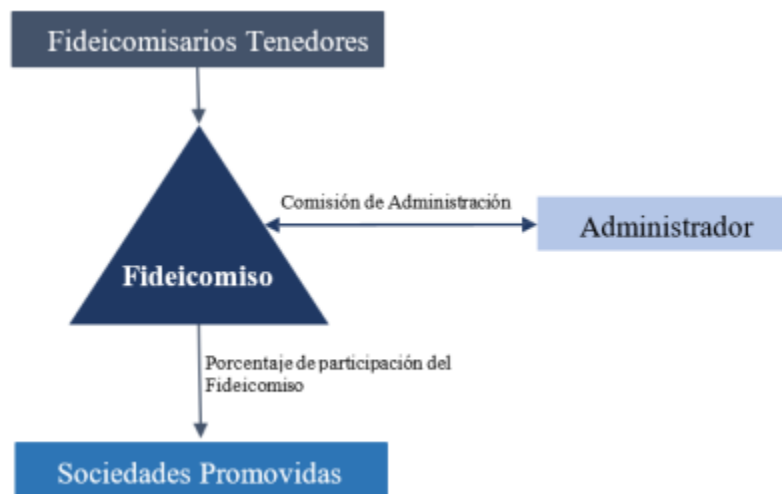 Fideicomisarios Tenedores
Comisión de Administración
Administrador
Fideicomiso
Porcentaje de participación del
Fideicomiso
Sociedades Promovidas